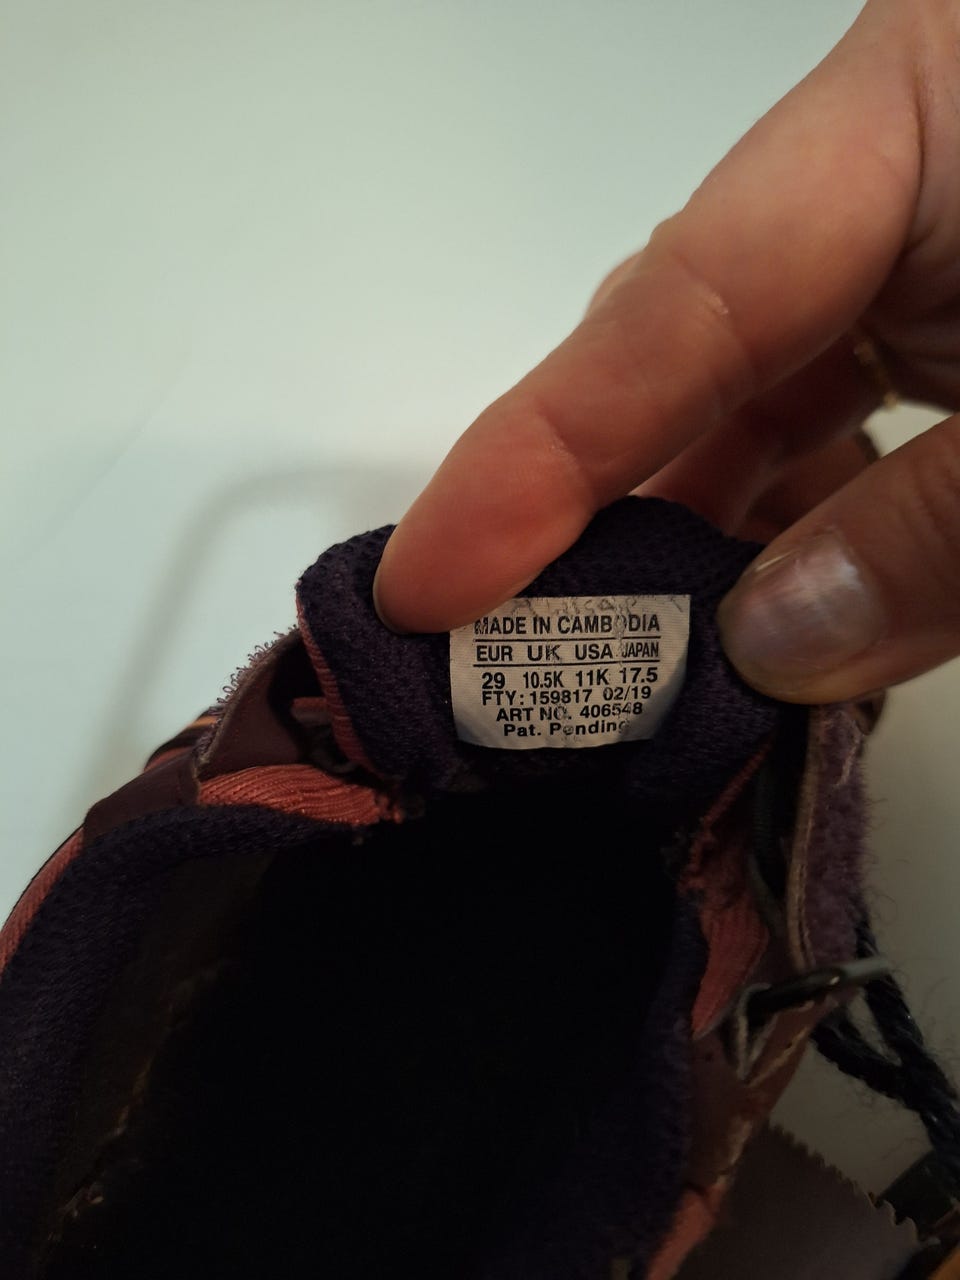 MADE IN CAMBODIA
EUR UK USA JAPAN
29 10.5K 11K 17.5
FTY: 159817 02/19
ART NO. 406548
Pat. Pending